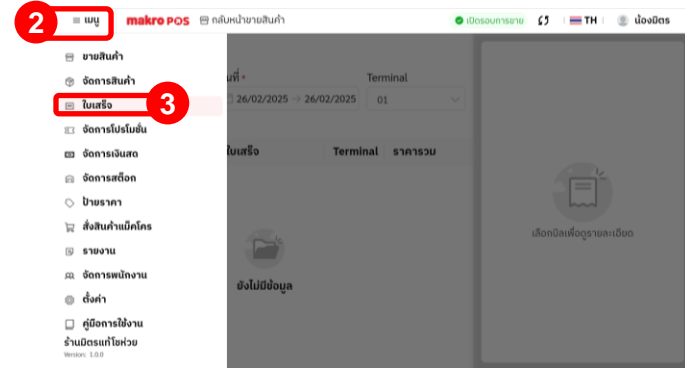 2
เมนู
makro POS
กลับหน้าขายสินค้า
เปิดรอบการขาย
TH
น้องมิตร
ขายสินค้า
จัดการสินค้า
ใบเสร็จ
3
จัดการโปรโมชั่น
จัดการเงินสด
จัดการสต็อก
ป้ายราคา
สั่งสินค้าแม็คโคร
รายงาน
จัดการพนักงาน
ตั้งค่า
คู่มือการใช้งาน
ร้านมิตรแท้โชห่วย
Version: 1.0.0
นที่ *
Terminal
26/02/2025 → 26/02/2025
01
ใบเสร็จ
Terminal
ราคารวม
ยังไม่มีข้อมูล
เลือกบิลเพื่อดูรายละเอียด